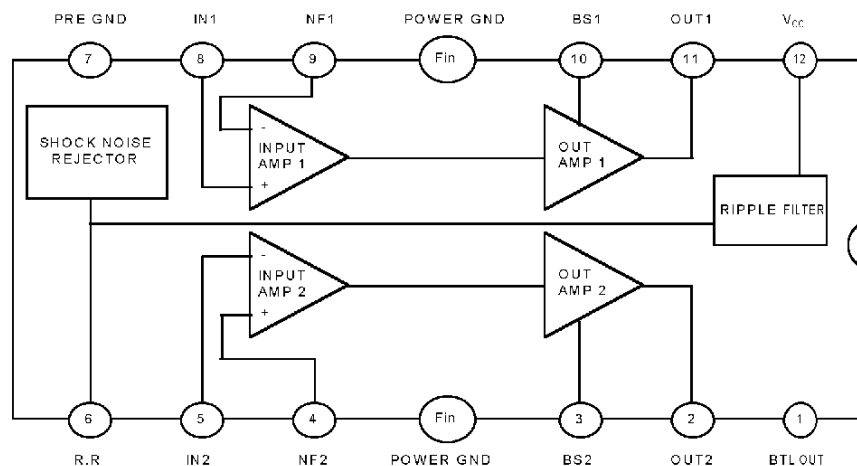 PRE GND IN1 NF1 POWER GND BS1 OUT1 VCC
7 8 9 Fin 10 11 12
SHOCK NOISE
REJECTOR
-
INPUT
AMP 1
+
OUT
AMP 1
RIPPLE FILTER
-
INPUT
AMP 2
+
OUT
AMP 2
6 5 4 Fin 3 2 1
R.R IN2 NF2 POWER GND BS2 OUT2 BTL OUT